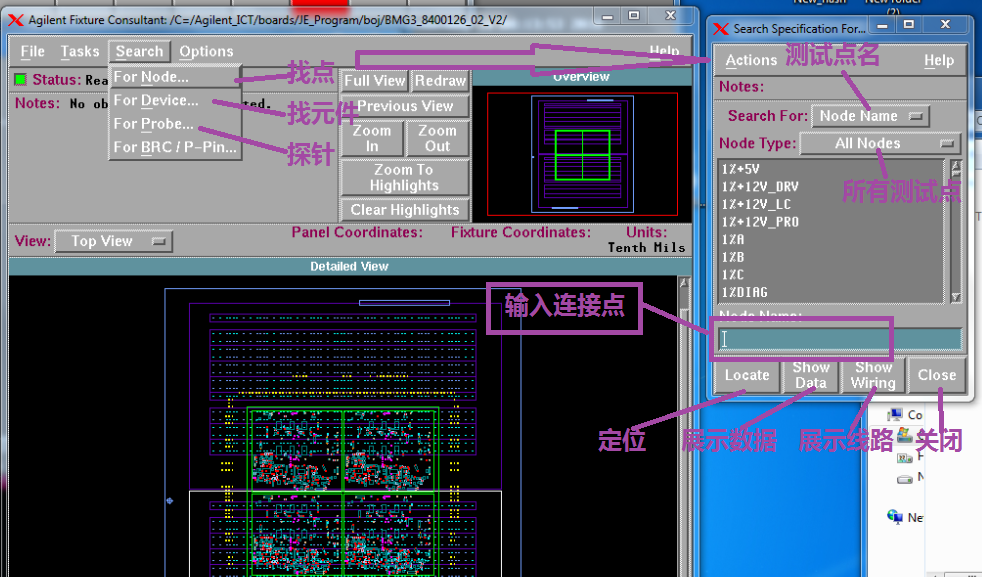 Agilent Fixture Consultant: /C=/Agilent_ICT/boards/JE_Program/boj/BMG3_8400126_02_V2/
File Tasks Search Options Help
Status: Rea
Notes: No ob ted.
For Node...
For Device...
For Probe...
For BRC / P-Pin...
找点
找元件
探针
Full View Redraw
Previous View
Zoom In
Zoom Out
Zoom To Highlights
Clear Highlights
Overview
View: Top View
Panel Coordinates: Fixture Coordinates: Units:
Tenth Mils
Detailed View
输入连接点
Search Specification For...
Actions 测试点名 Help
Notes:
Search For: Node Name
Node Type: All Nodes
所有测试点
1%+5V
1%+12V_DRV
1%+12V_LC
1%+12V_PRO
1%A
1%B
1%C
1%DIAG
Node Name:
Locate
Show Data
Show Wiring
Close
定位 展示数据 展示线路 关闭
(2)
Co
Ne